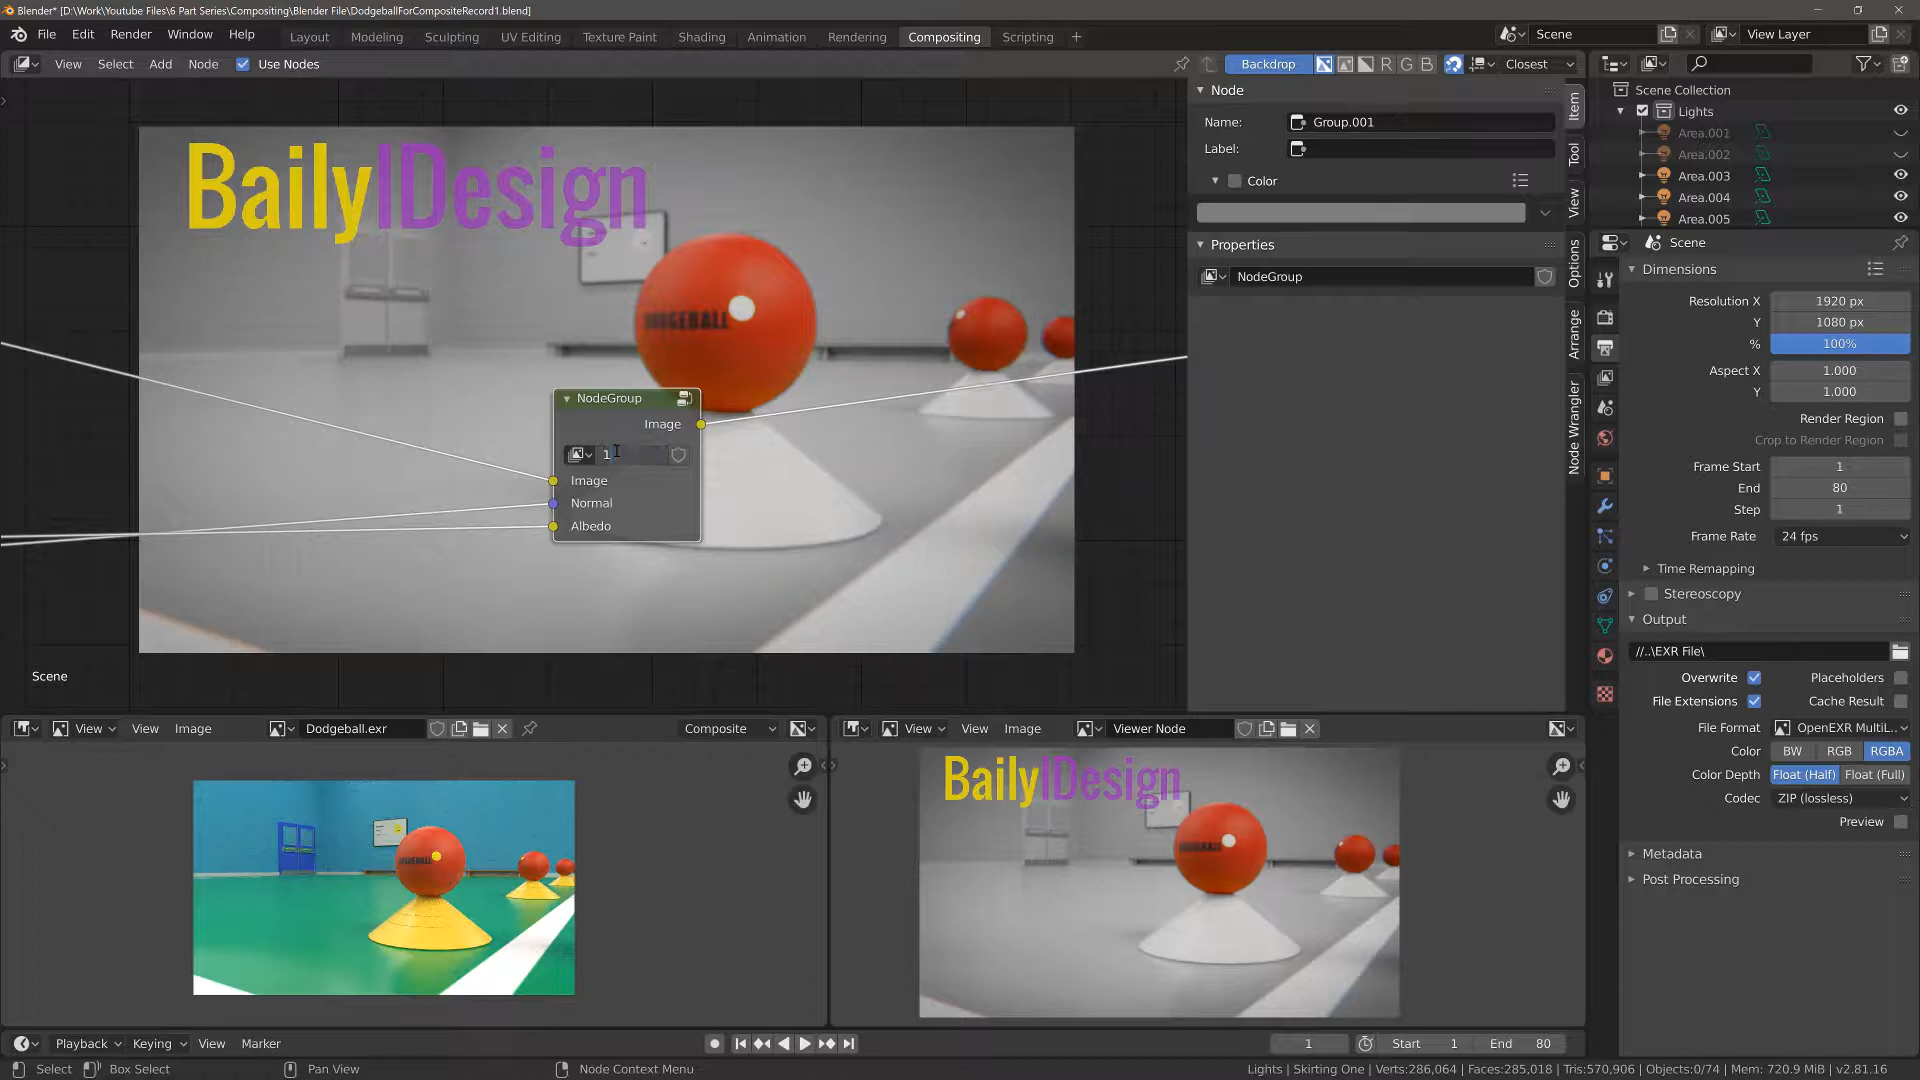 Blender* [D:\Work\Youtube Files\6 Part Series\Compositing\Blender File\DodgeballForCompositeRecord1.blend]
File Edit Render Window Help Layout Modeling Sculpting UV Editing Texture Paint Shading Animation Rendering Compositing Scripting + Scene View Layer
View Select Add Node Use Nodes Backdrop R G B Closest
Scene Collection
Lights
Area.001
Area.002
Area.003
Area.004
Area.005
Node
Name: Group.001
Label:
Color
Properties
NodeGroup
Item
Tool
View
Options
Arrange
Node Wrangler
BailyIDesign
DODGEBALL
NodeGroup
Image
1
Image
Normal
Albedo
Scene
Scene
Dimensions
Resolution X 1920 px
Y 1080 px
% 100%
Aspect X 1.000
Y 1.000
Render Region
Crop to Render Region
Frame Start 1
End 80
Step 1
Frame Rate 24 fps
Time Remapping
Stereoscopy
Output
//..\EXR File\
Overwrite Placeholders
File Extensions Cache Result
File Format OpenEXR MultiL..
Color BW RGB RGBA
Color Depth Float (Half) Float (Full)
Codec ZIP (lossless)
Preview
Metadata
Post Processing
View View Image Dodgeball.exr Composite
View View Image Viewer Node
BailyIDesign
Playback Keying View Marker 1 Start 1 End 80
Select Box Select Pan View Node Context Menu Lights | Skirting One | Verts:286,064 | Faces:285,018 | Tris:570,906 | Objects:0/74 | Mem: 720.9 MiB | v2.81.16